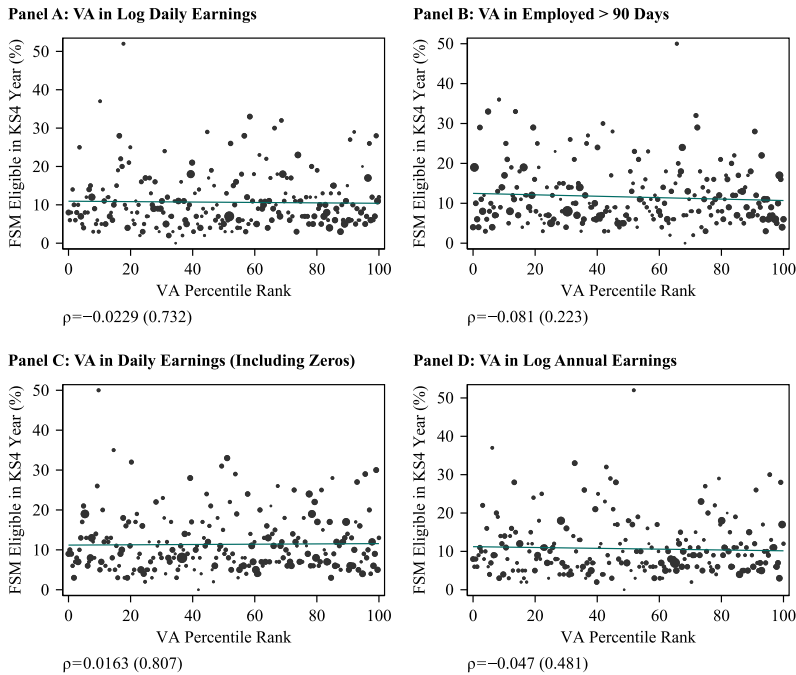 Panel A: VA in Log Daily Earnings
FSM Eligible in KS4 Year (%)
50
40
30
20
10
0
0 20 40 60 80 100
VA Percentile Rank
ρ=−0.0229 (0.732)
Panel B: VA in Employed > 90 Days
FSM Eligible in KS4 Year (%)
50
40
30
20
10
0
0 20 40 60 80 100
VA Percentile Rank
ρ=−0.081 (0.223)
Panel C: VA in Daily Earnings (Including Zeros)
FSM Eligible in KS4 Year (%)
50
40
30
20
10
0
0 20 40 60 80 100
VA Percentile Rank
ρ=0.0163 (0.807)
Panel D: VA in Log Annual Earnings
FSM Eligible in KS4 Year (%)
50
40
30
20
10
0
0 20 40 60 80 100
VA Percentile Rank
ρ=−0.047 (0.481)